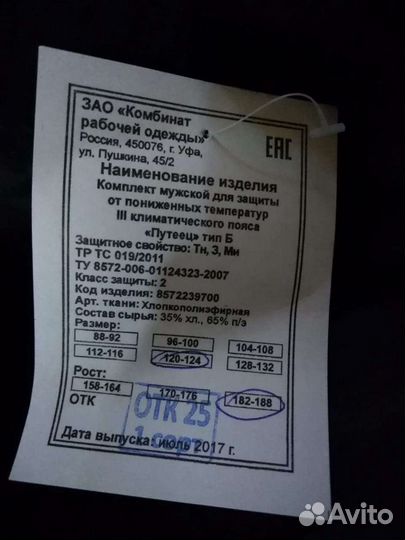 ЗАО «Комбинат
рабочей одежды»
Россия, 450076, г. Уфа,
ул. Пушкина, 45/2
EAC
Наименование изделия
Комплект мужской для защиты
от пониженных температур
III климатического пояса
«Путеец» тип Б
Защитное свойство: Тн, З, Ми
ТР ТС 019/2011
ТУ 8572-006-01124323-2007
Класс защиты: 2
Код изделия: 8572239700
Арт. ткани: Хлопкополиэфирная
Состав сырья: 35% хл., 65% п/э
Размер:
88-92 96-100 104-108
112-116 120-124 128-132
Рост:
158-164 170-176 182-188
ОТК
ОТК 25
1 сорт
Дата выпуска: июль 2017 г.
Avito